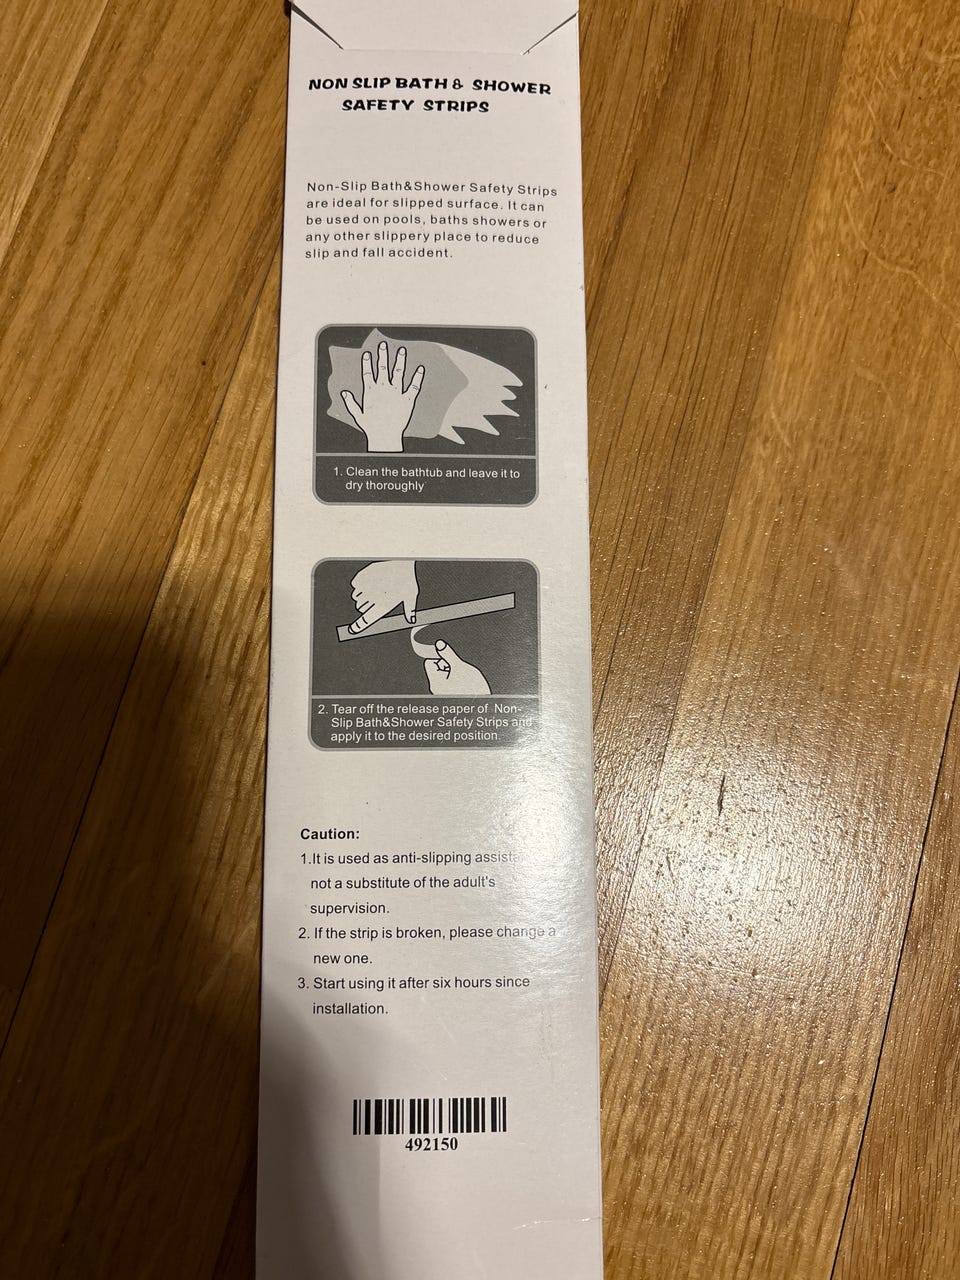 NON SLIP BATH & SHOWER
SAFETY STRIPS
Non-Slip Bath&Shower Safety Strips
are ideal for slipped surface. It can
be used on pools, baths showers or
any other slippery place to reduce
slip and fall accident.
1. Clean the bathtub and leave it to
dry thoroughly
2. Tear off the release paper of Non-
Slip Bath&Shower Safety Strips and
apply it to the desired position.
Caution:
1.It is used as anti-slipping
not a substitute of the adult's
supervision.
2. If the strip is broken, please change a
new one.
3. Start using it after six hours since
installation.
492150